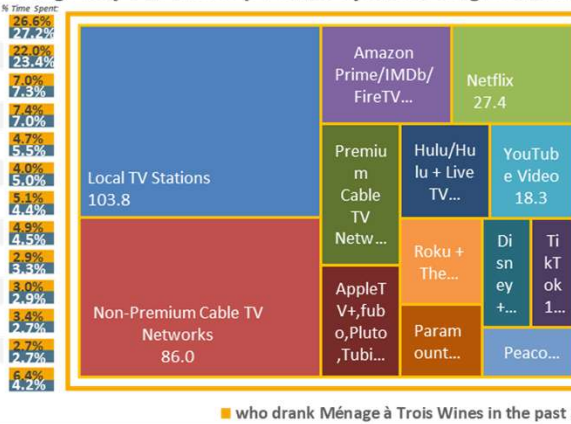 % Time Spent:
26.6%
27.2%
22.0%
23.4%
7.0%
7.3%
7.4%
7.0%
4.7%
5.5%
4.0%
5.0%
5.1%
4.4%
4.9%
4.5%
2.9%
3.3%
3.0%
2.9%
3.4%
2.7%
2.7%
2.7%
6.4%
4.2%
Local TV Stations
103.8
Non-Premium Cable TV
Networks
86.0
Amazon
Prime/IMDb/
FireTV...
Netflix
27.4
Premiu
m
Cable
TV
Netw...
Hulu/Hu
lu + Live
TV...
YouTub
e Video
18.3
AppleT
V+,fub
o,Pluto
,Tubi...
Roku +
The...
Di
sn
ey
+...
Ti
kT
ok
1...
Param
ount...
Peaco...
who drank Ménage à Trois Wines in the past